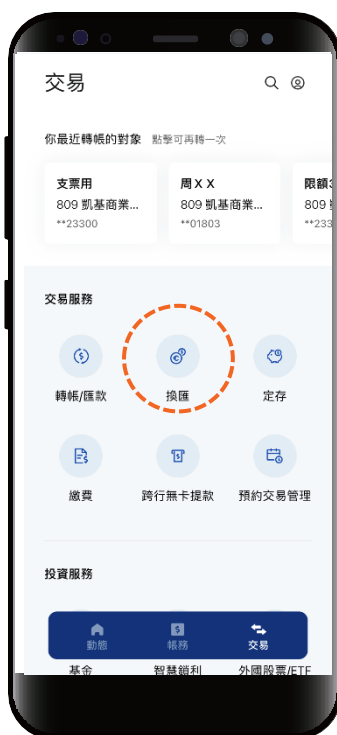 交易
你最近轉帳的對象 點擊可再轉一次
支票用 周XX 限額3
809 凱基商業... 809 凱基商業... 809
**23300 **01803 **233
交易服務
轉帳/匯款 換匯 定存
繳費 跨行無卡提款 預約交易管理
投資服務
動態 帳務 交易
基金 智慧鎖利 外國股票/ETF